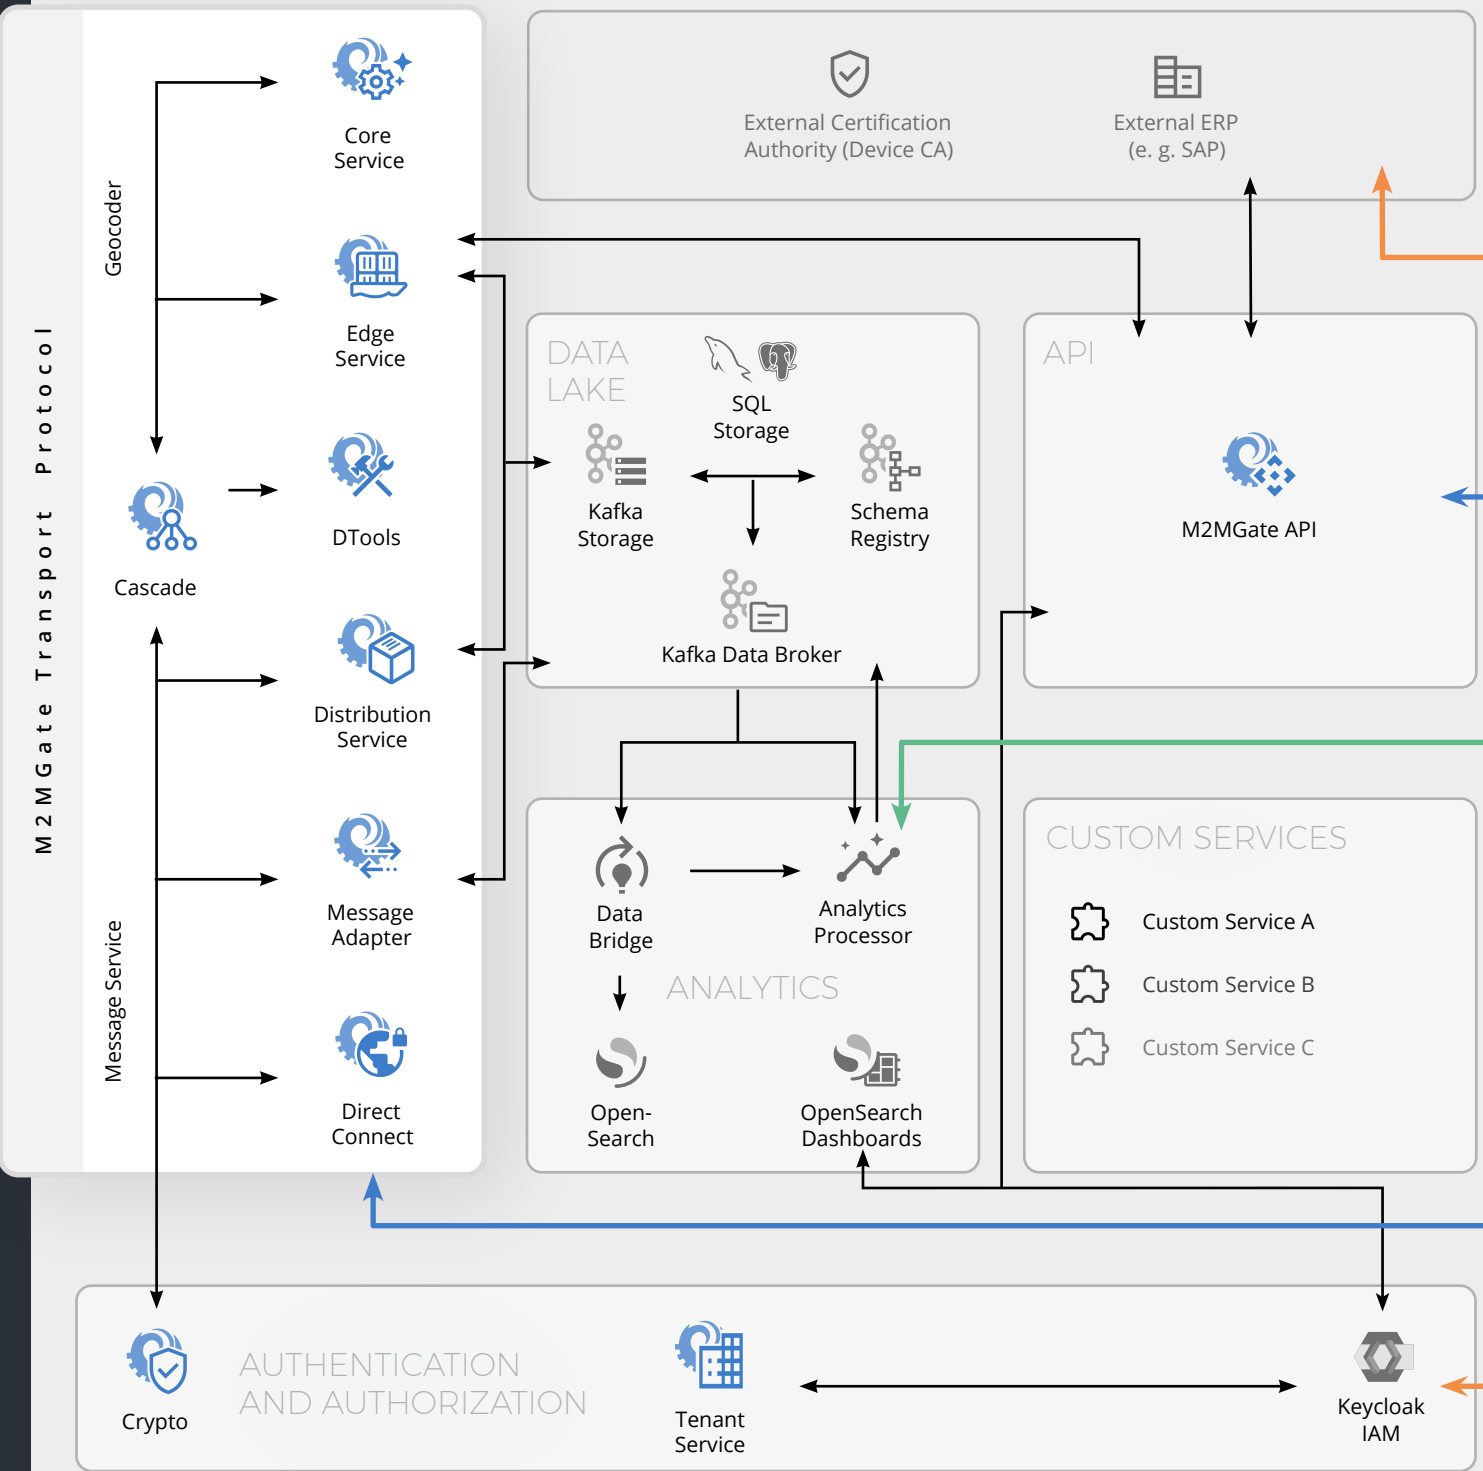 M2MGate Transport Protocol
Geocoder
Message Service
Core
Service
Edge
Service
DTools
Cascade
Distribution
Service
Message
Adapter
Direct
Connect
External Certification
Authority (Device CA)
External ERP
(e. g. SAP)
DATA
LAKE
SQL
Storage
Kafka
Storage
Schema
Registry
Kafka Data Broker
API
M2MGate API
Data
Bridge
Analytics
Processor
ANALYTICS
Open-
Search
OpenSearch
Dashboards
CUSTOM SERVICES
Custom Service A
Custom Service B
Custom Service C
Crypto
AUTHENTICATION
AND AUTHORIZATION
Tenant
Service
Keycloak
IAM